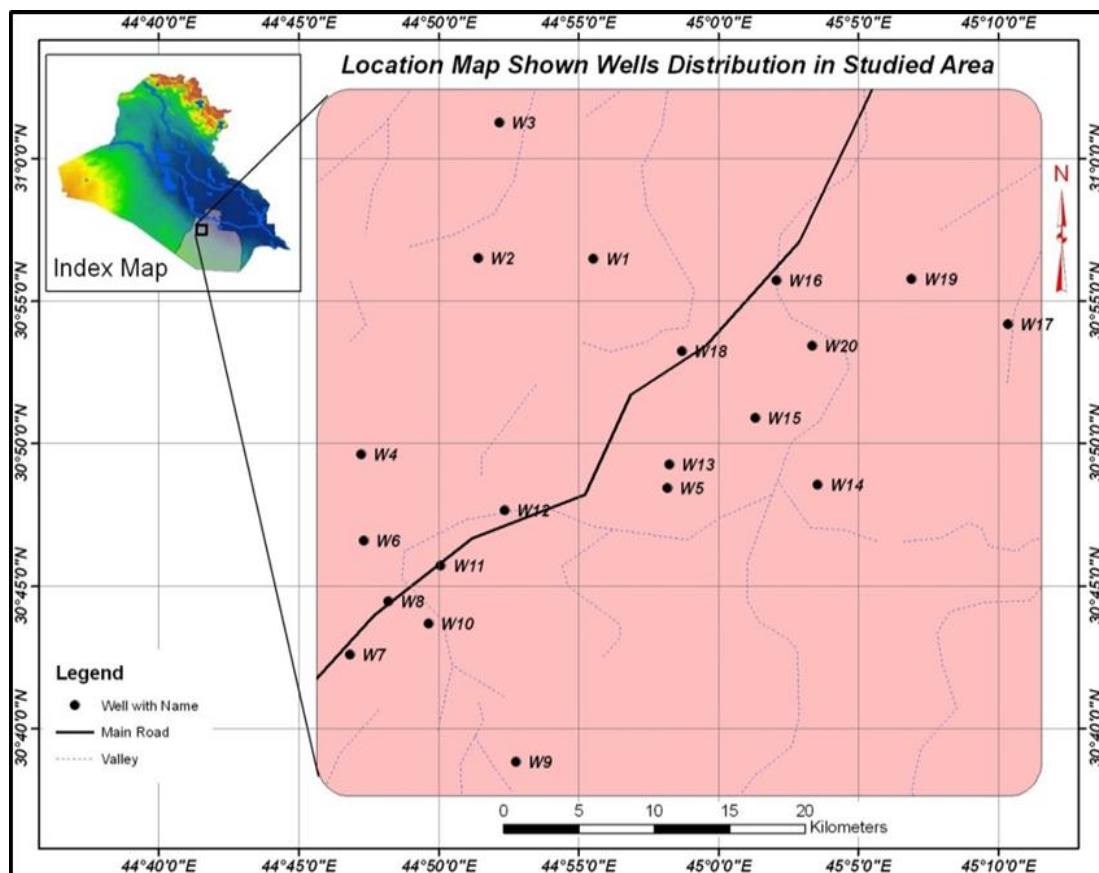 44°40'0"E 44°45'0"E 44°50'0"E 44°55'0"E 45°0'0"E 45°5'0"E 45°10'0"E
Location Map Shown Wells Distribution in Studied Area
Index Map
N
W3
31°0'0"N 31°0'0"N
W2 W1
W16 W19
30°55'0"N 30°55'0"N
W17
W18 W20
W15
30°50'0"N 30°50'0"N
W4 W13
W5 W14
W12
W6
W11
30°45'0"N 30°45'0"N
W8
W10
W7
Legend
Well with Name
Main Road
Valley
30°40'0"N 30°40'0"N
W9
0 5 10 15 20
Kilometers
44°40'0"E 44°45'0"E 44°50'0"E 44°55'0"E 45°0'0"E 45°5'0"E 45°10'0"E